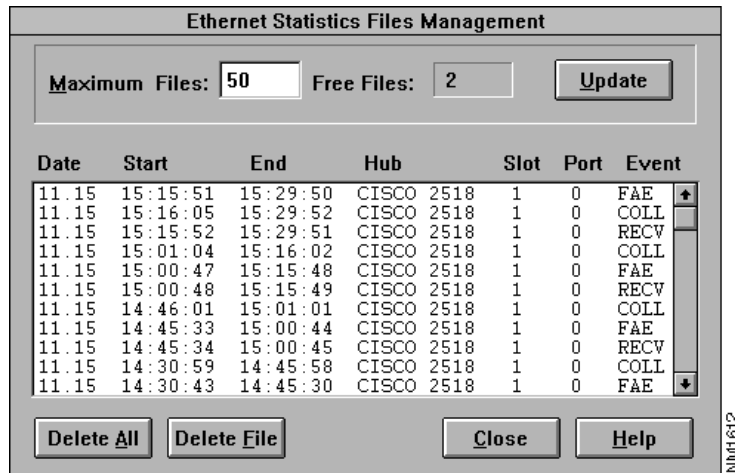 Ethernet Statistics Files Management
Maximum Files: 50 Free Files: 2 Update
Date Start End Hub Slot Port Event
11.15 15:15:51 15:29:50 CISCO 2518 1 0 FAE
11.15 15:16:05 15:29:52 CISCO 2518 1 0 COLL
11.15 15:15:52 15:29:51 CISCO 2518 1 0 RECV
11.15 15:01:04 15:16:02 CISCO 2518 1 0 COLL
11.15 15:00:47 15:15:48 CISCO 2518 1 0 FAE
11.15 15:00:48 15:15:49 CISCO 2518 1 0 RECV
11.15 14:46:01 15:01:01 CISCO 2518 1 0 COLL
11.15 14:45:33 15:00:44 CISCO 2518 1 0 FAE
11.15 14:45:34 15:00:45 CISCO 2518 1 0 RECV
11.15 14:30:59 14:45:58 CISCO 2518 1 0 COLL
11.15 14:30:43 14:45:30 CISCO 2518 1 0 FAE
Delete All Delete File Close Help
NM1612